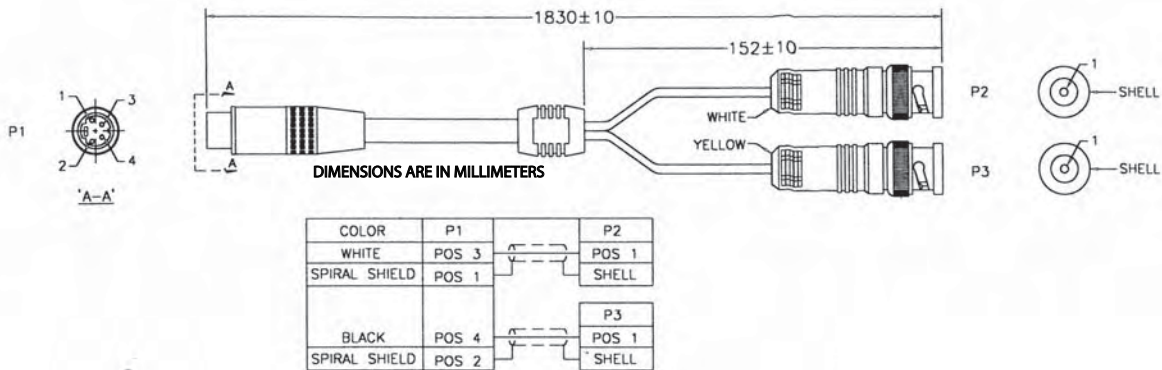 1830±10
152±10
1
3
P1
2
4
'A-A'
A
A
WHITE
YELLOW
P2
1
SHELL
P3
1
SHELL
DIMENSIONS ARE IN MILLIMETERS
COLOR P1 P2
WHITE POS 3 POS 1
SPIRAL SHIELD POS 1 SHELL
P3
BLACK POS 4 POS 1
SPIRAL SHIELD POS 2 SHELL